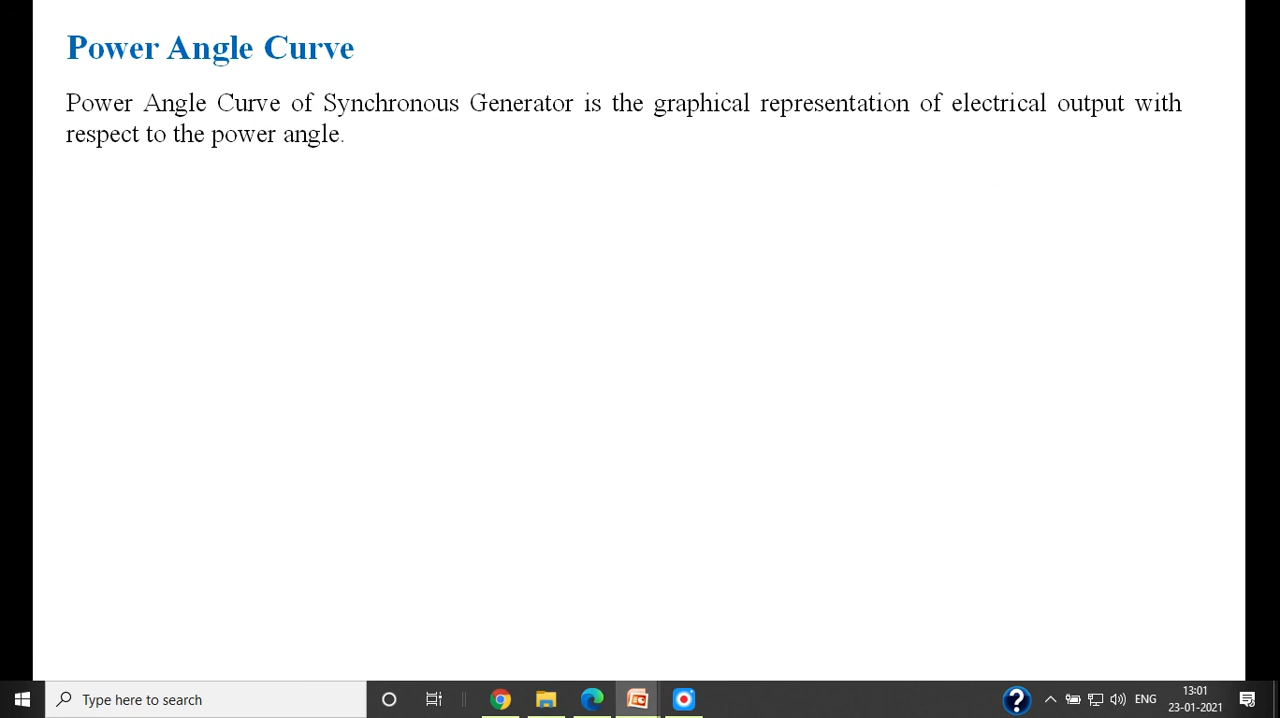 Power Angle Curve
Power Angle Curve of Synchronous Generator is the graphical representation of electrical output with
respect to the power angle.
Type here to search
ENG
13:01
23-01-2021